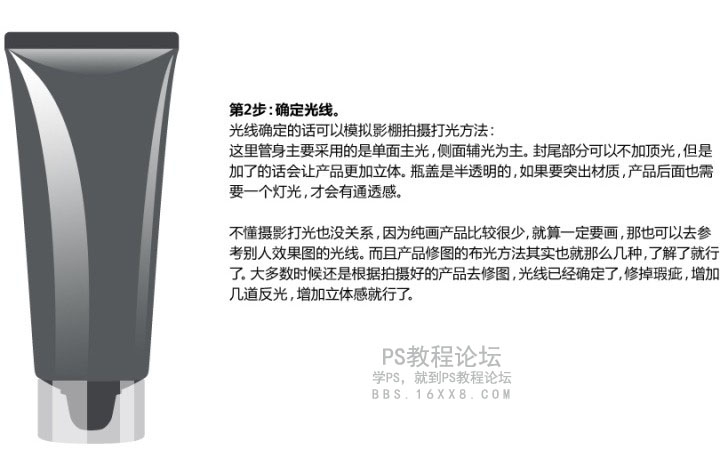 第2步：确定光线。
光线确定的话可以模拟影棚拍摄打光方法：
这里管身主要采用的是单面主光，侧面辅光为主。封尾部分可以不加顶光，但是
加了的话会让产品更加立体。瓶盖是半透明的，如果要突出材质，产品后面也需
要一个灯光，才会有通透感。
不懂摄影打光也没关系，因为纯画产品比较很少，就算一定要画，那也可以去参
考别人效果图的光线。而且产品修图的布光方法其实也就那么几种，了解了就行
了。大多数时候还是根据拍摄好的产品去修图，光线已经确定了，修掉瑕疵，增加
几道反光，增加立体感就行了。
PS教程论坛
学PS，就到PS教程论坛
BBS.16XX8.COM